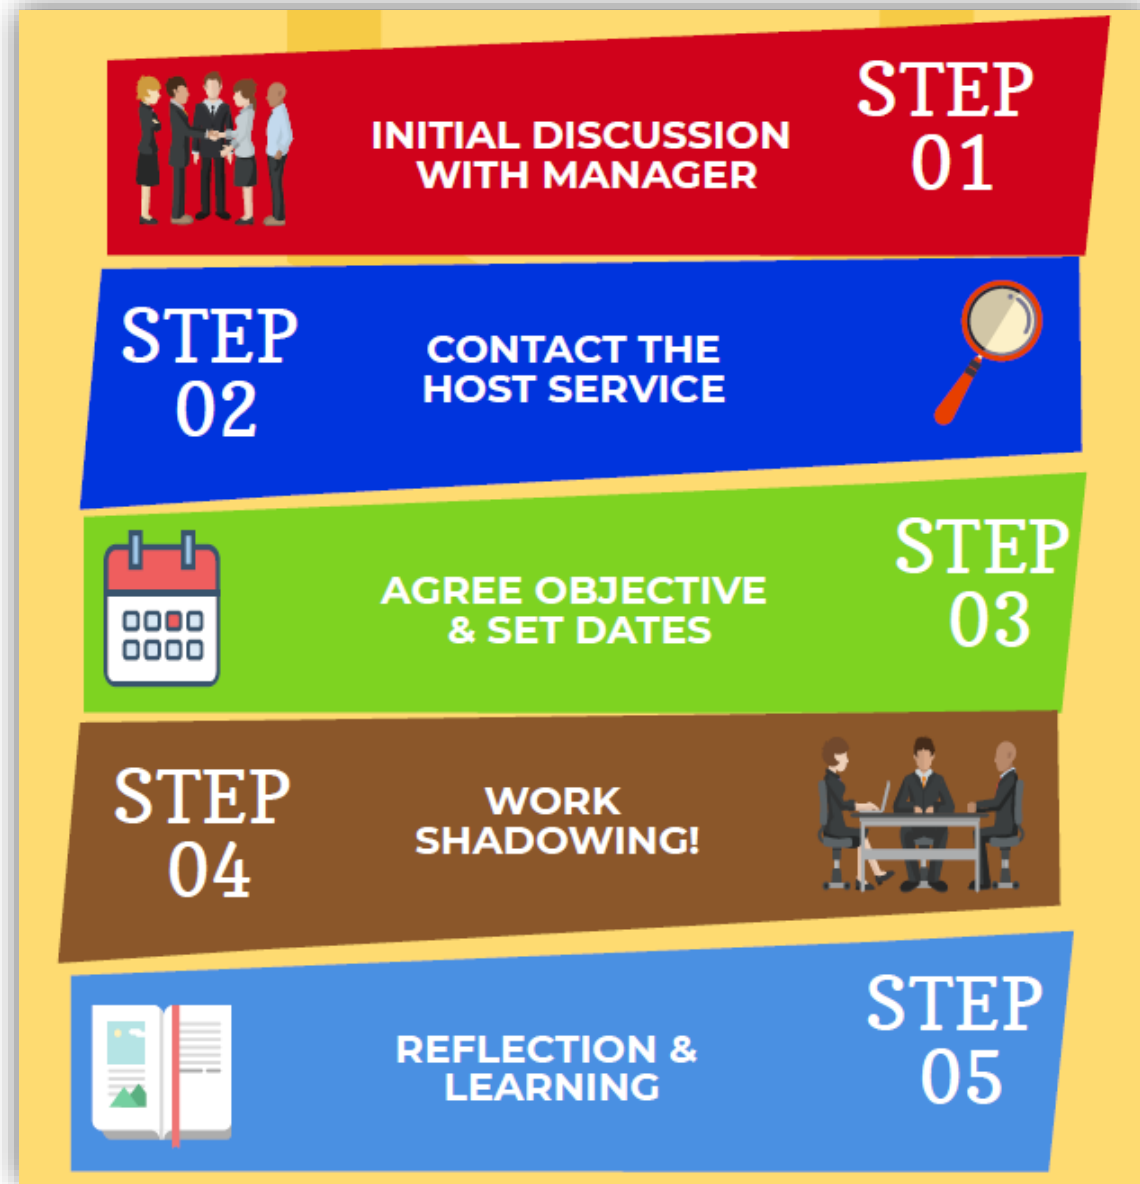 STEP
01
INITIAL DISCUSSION
WITH MANAGER
STEP
02
CONTACT THE
HOST SERVICE
STEP
03
AGREE OBJECTIVE
& SET DATES
STEP
04
WORK
SHADOWING!
STEP
05
REFLECTION &
LEARNING